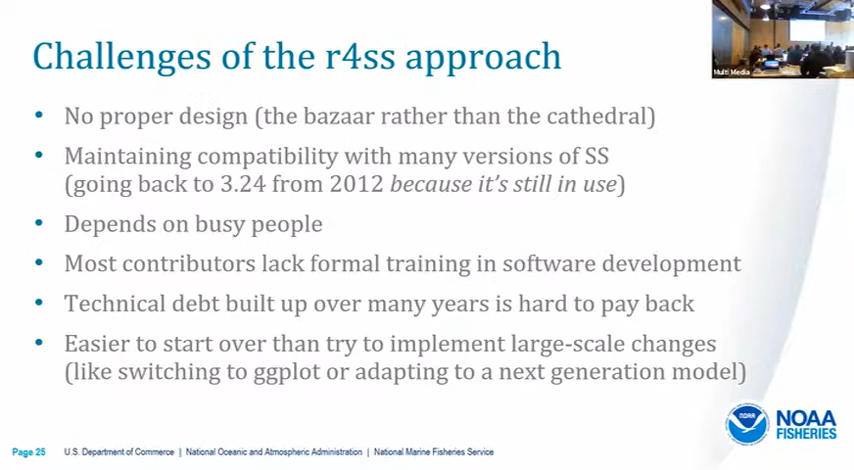 Challenges of the r4ss approach
Multi Media
• No proper design (the bazaar rather than the cathedral)
• Maintaining compatibility with many versions of SS
(going back to 3.24 from 2012 because it's still in use)
• Depends on busy people
• Most contributors lack formal training in software development
• Technical debt built up over many years is hard to pay back
• Easier to start over than try to implement large-scale changes
(like switching to ggplot or adapting to a next generation model)
NOAA
NOAA
FISHERIES
Page 25 U.S. Department of Commerce | National Oceanic and Atmospheric Administration | National Marine Fisheries Service